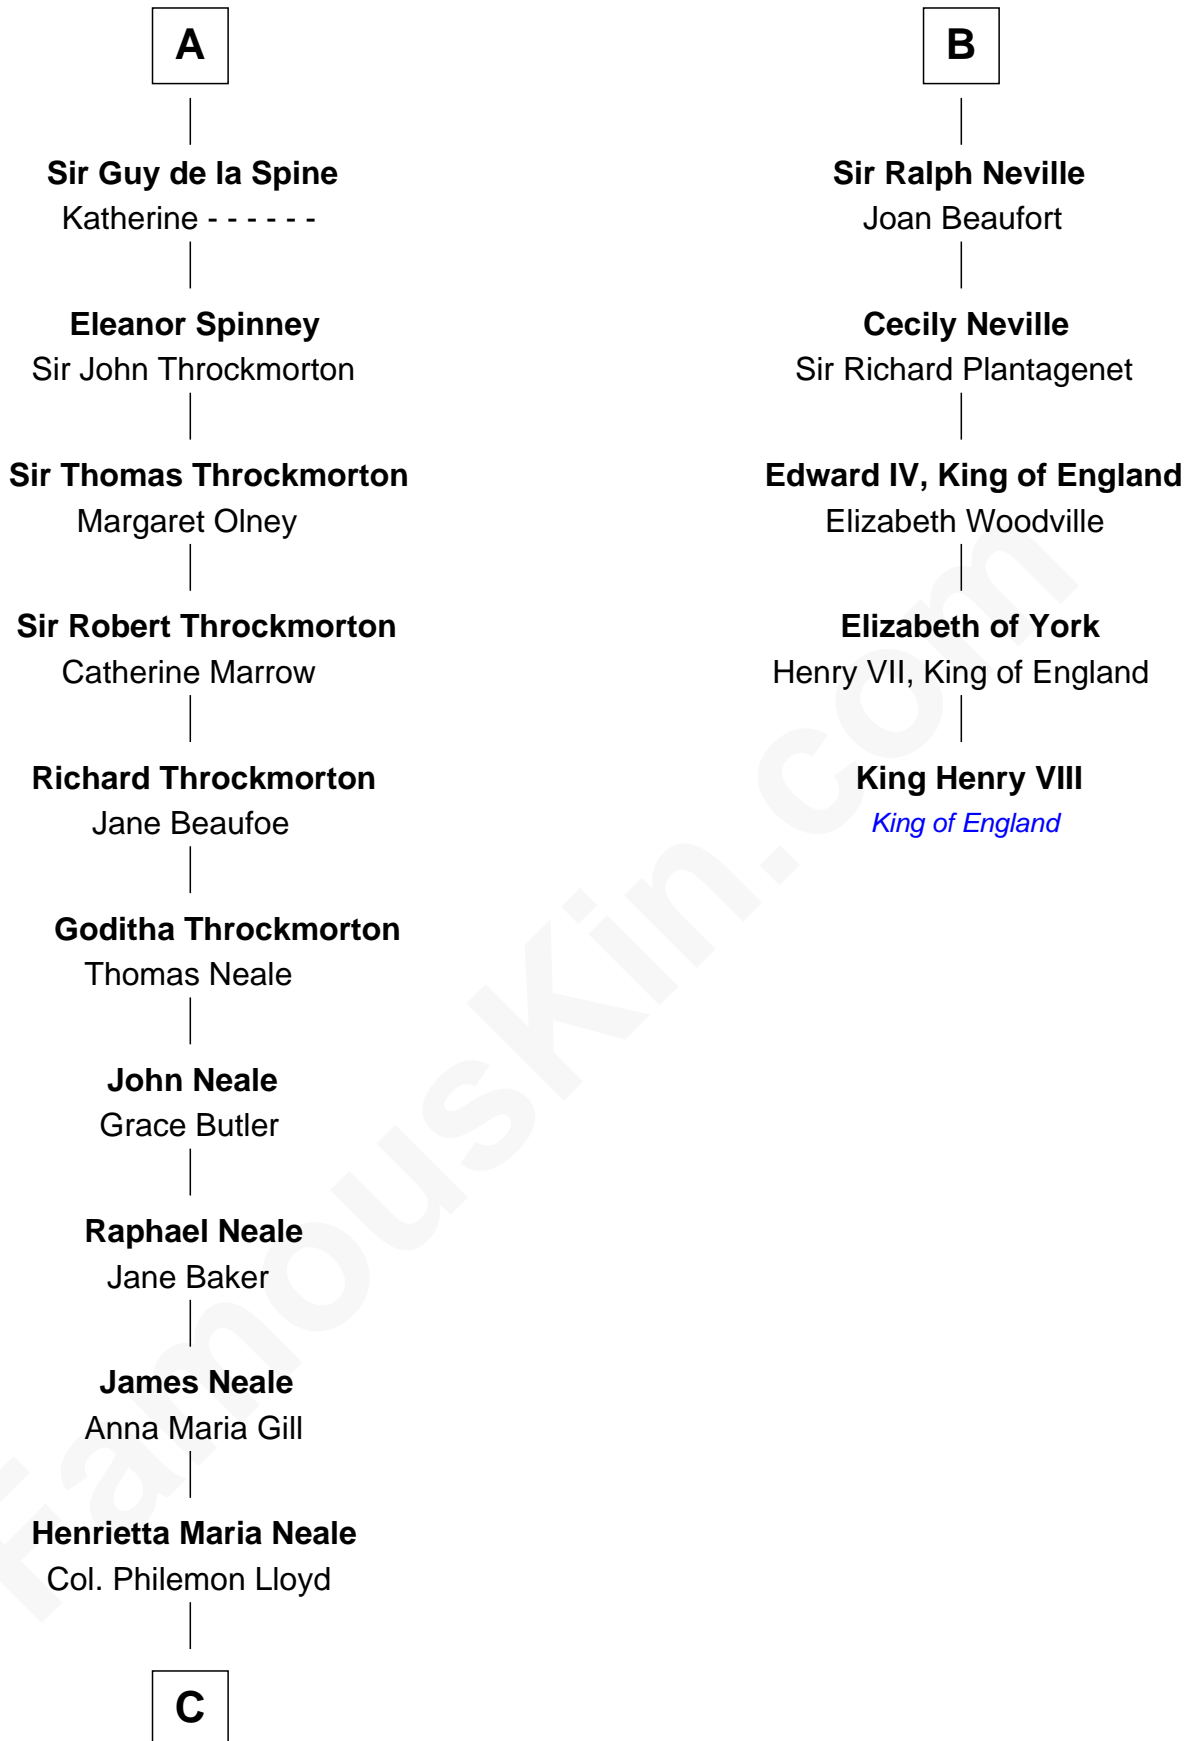 A
Sir Guy de la Spine
Katherine - - - - - -
Eleanor Spinney
Sir John Throckmorton
Sir Thomas Throckmorton
Margaret Olney
Sir Robert Throckmorton
Catherine Marrow
Richard Throckmorton
Jane Beaufoe
Goditha Throckmorton
Thomas Neale
John Neale
Grace Butler
Raphael Neale
Jane Baker
James Neale
Anna Maria Gill
Henrietta Maria Neale
Col. Philemon Lloyd
C
B
Sir Ralph Neville
Joan Beaufort
Cecily Neville
Sir Richard Plantagenet
Edward IV, King of England
Elizabeth Woodville
Elizabeth of York
Henry VII, King of England
King Henry VIII
King of England
FamousKin.com